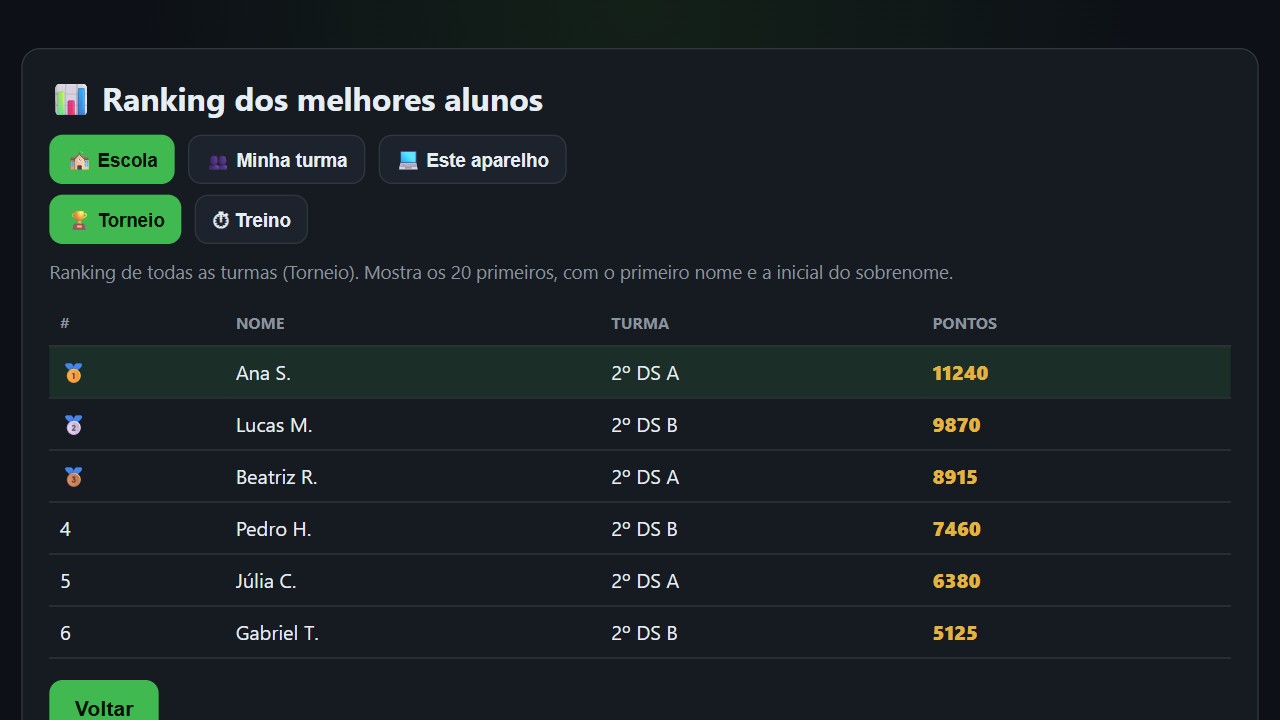 Ranking dos melhores alunos
Escola Minha turma Este aparelho
Torneio Treino
Ranking de todas as turmas (Torneio). Mostra os 20 primeiros, com o primeiro nome e a inicial do sobrenome.
# NOME TURMA PONTOS
1 Ana S. 2º DS A 11240
2 Lucas M. 2º DS B 9870
3 Beatriz R. 2º DS A 8915
4 Pedro H. 2º DS B 7460
5 Júlia C. 2º DS A 6380
6 Gabriel T. 2º DS B 5125
Voltar